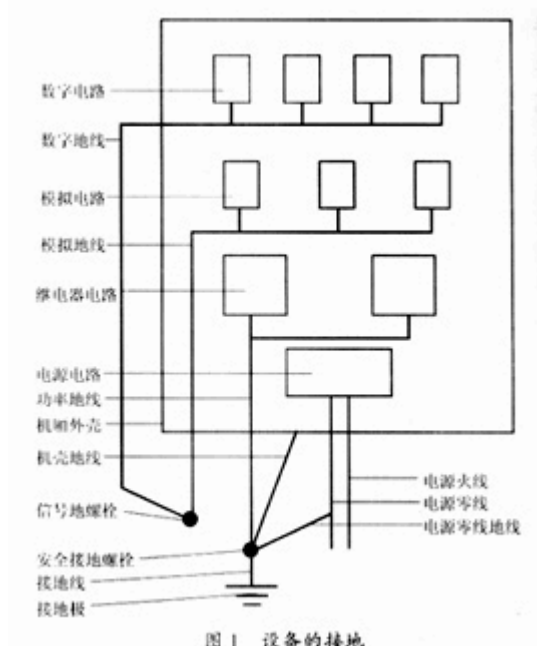 数字电路
数字地线
模拟电路
模拟地线
继电器电路
电源电路
功率地线
机厢外壳
机壳地线
信号地螺栓
安全接地螺栓
接地线
接地极
电源火线
电源零线
电源零线地线
图1 设备的接地